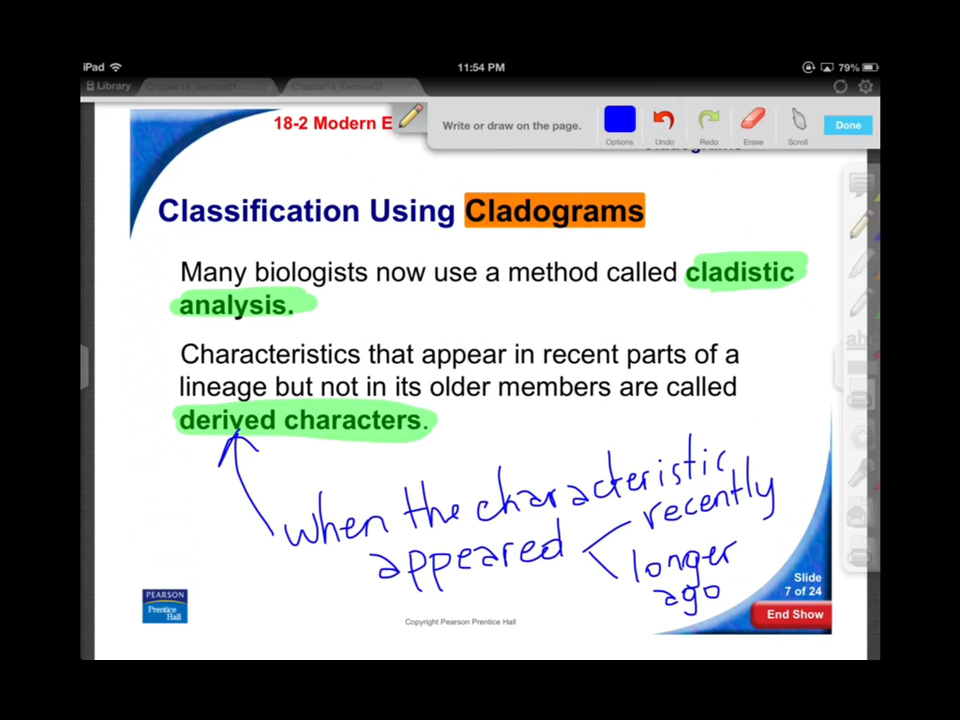 iPad
11:54 PM
79%
Library
Chapter18_Section01
Chapter18_Section02
18-2 Modern E
Write or draw on the page.
Options
Undo
Redo
Erase
Scroll
Done
Classification Using Cladograms
Many biologists now use a method called cladistic
analysis.
Characteristics that appear in recent parts of a
lineage but not in its older members are called
derived characters.
when the characteristic
appeared
recently
longer
ago
abc
PEARSON
Prentice
Hall
Copyright Pearson Prentice Hall
Slide
7 of 24
End Show